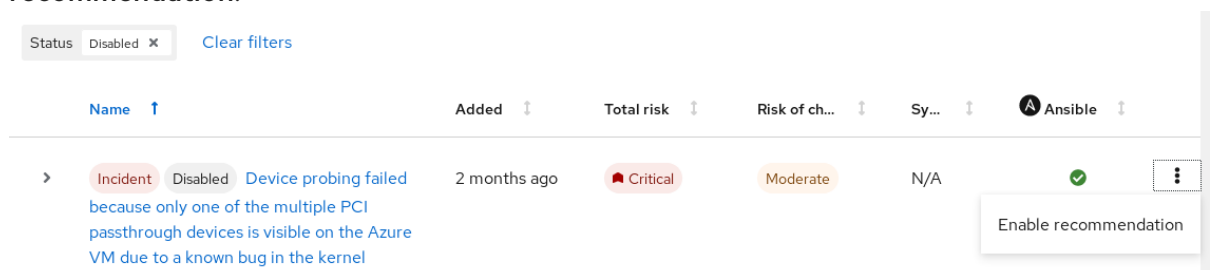 recommendation.
Status Disabled × Clear filters
Name ↑ Added ↕ Total risk ↕ Risk of ch... ↕ Sy... ↕ Ansible ↕
Incident Disabled Device probing failed 2 months ago Critical Moderate N/A
because only one of the multiple PCI
passthrough devices is visible on the Azure
Enable recommendation
VM due to a known bug in the kernel